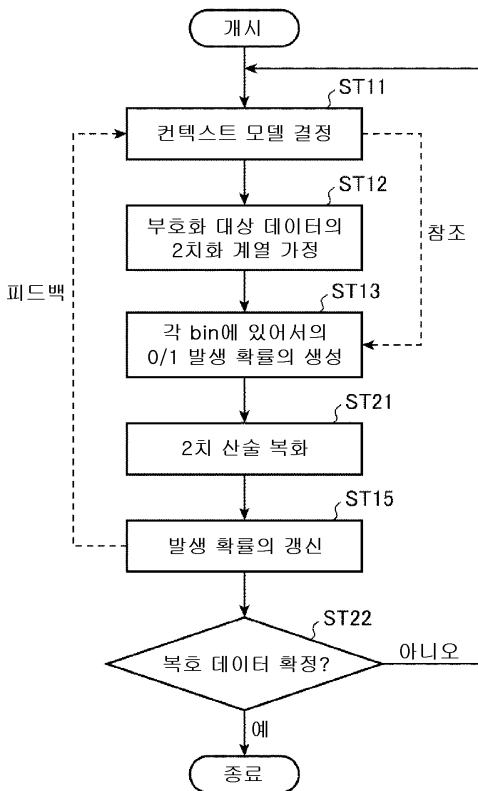 개시
ST11
컨텍스트 모델 결정
ST12
부호화 대상 데이터의
2치화 계열 가정
참조
피드백
ST13
각 bin에 있어서의
0/1 발생 확률의 생성
ST21
2치 산술 복화
ST15
발생 확률의 갱신
ST22
복호 데이터 확정?
아니오
예
종료